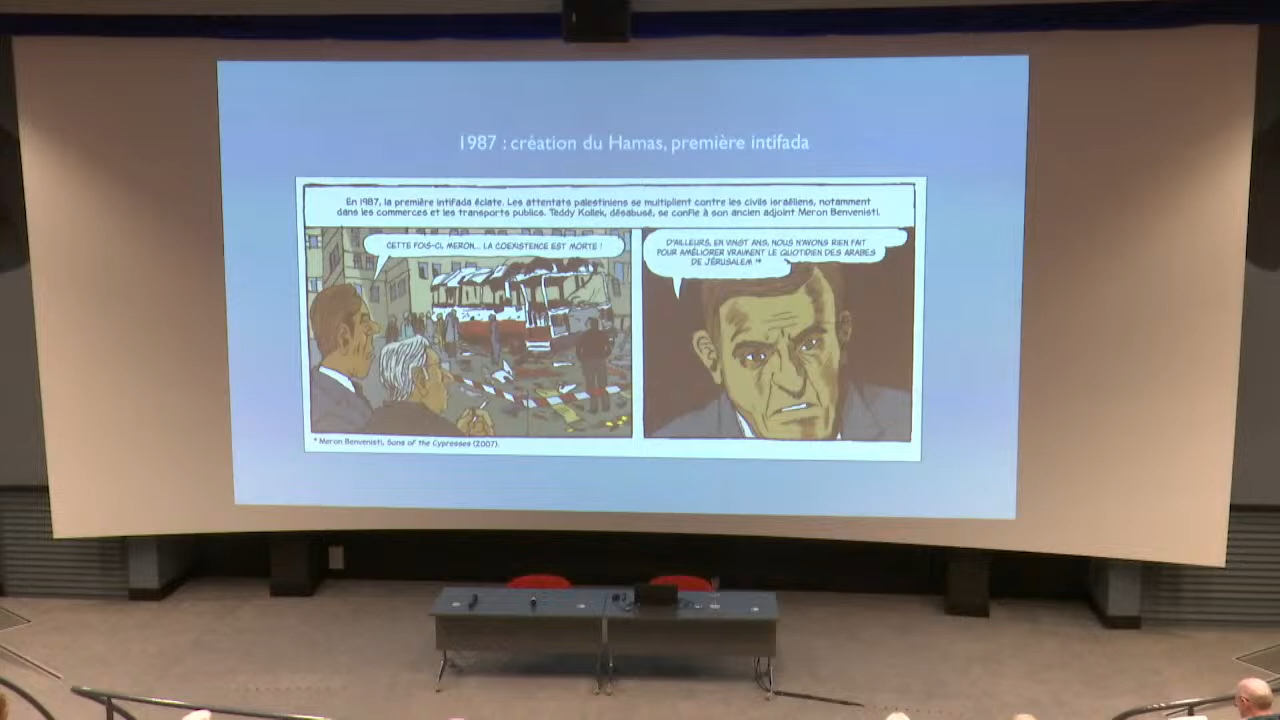 1987 : création du Hamas, première intifada
En 1987, la première intifada éclate. Les attentats palestiniens se multiplient contre les civils israéliens, notamment
dans les commerces et les transports publics. Teddy Kollek, désabusé, se confie à son ancien adjoint Meron Benvenisti.
CETTE FOIS-CI, MERON... LA COEXISTENCE EST MORTE !
D'AILLEURS, EN VINGT ANS, NOUS N'AVONS RIEN FAIT
POUR AMÉLIORER VRAIMENT LE QUOTIDIEN DES ARABES
DE JÉRUSALEM !*
* Meron Benvenisti, Sons of the Cypresses (2007).